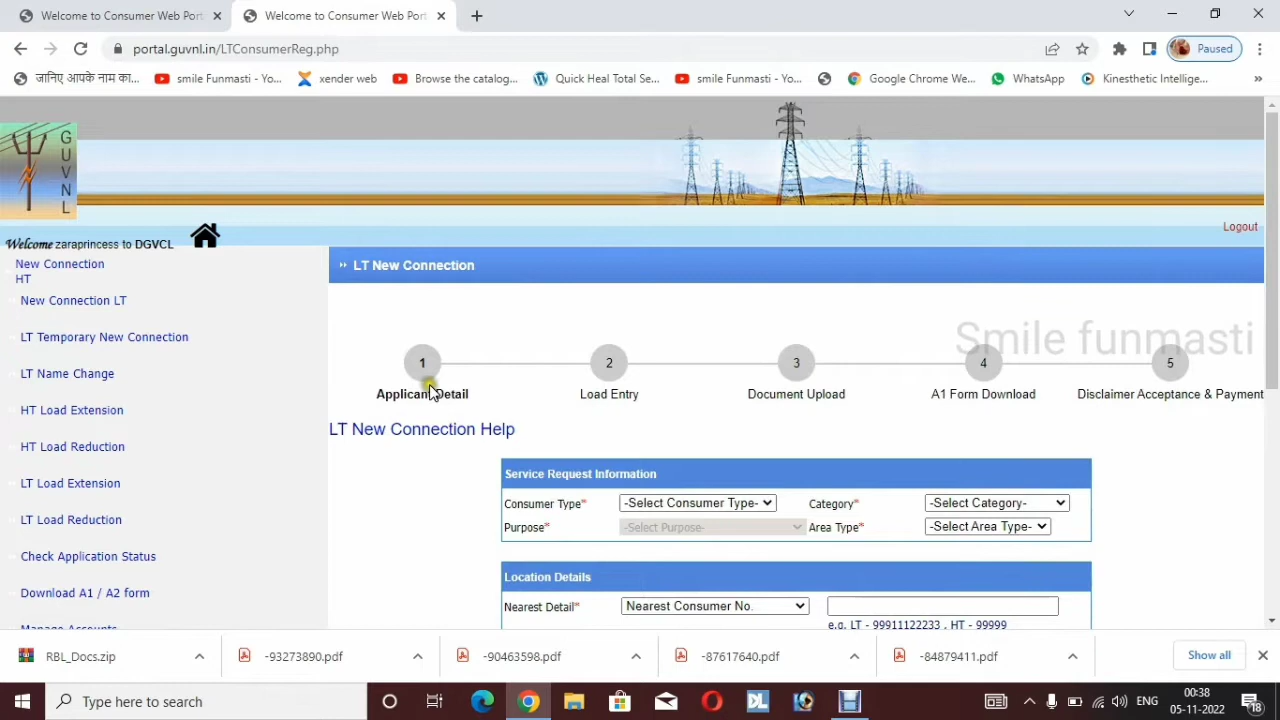 Welcome to Consumer Web Port
Welcome to Consumer Web Port
portal.guvnl.in/LTConsumerReg.php
Paused
जानिए आपके नाम का...
smile Funmasti - Yo...
xender web
Browse the catalog...
Quick Heal Total Se...
smile Funmasti - Yo...
Google Chrome We...
WhatsApp
Kinesthetic Intellige...
»
GUVNL
Logout
Welcome zaraprincess to DGVCL
New Connection
HT
New Connection LT
LT Temporary New Connection
LT Name Change
HT Load Extension
HT Load Reduction
LT Load Extension
LT Load Reduction
Check Application Status
Download A1 / A2 form
Manage Accounts
LT New Connection
Smile funmasti
1 2 3 4 5
Applicant Detail Load Entry Document Upload A1 Form Download Disclaimer Acceptance & Payment
LT New Connection Help
Service Request Information
Consumer Type* -Select Consumer Type- Category* -Select Category-
Purpose* -Select Purpose- Area Type* -Select Area Type-
Location Details
Nearest Detail* Nearest Consumer No.
e.g. LT - 99911122233 , HT - 99999
RBL_Docs.zip
-93273890.pdf
-90463598.pdf
-87617640.pdf
-84879411.pdf
Show all
Type here to search
DL
ENG
00:38
05-11-2022
18